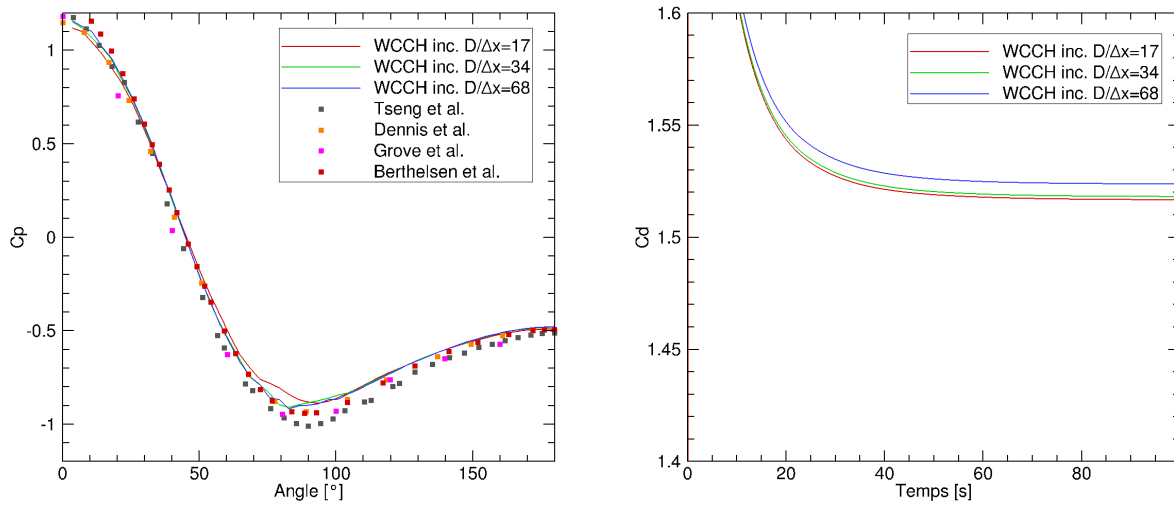 WCCH inc. D/Δx=17
WCCH inc. D/Δx=34
WCCH inc. D/Δx=68
Tseng et al.
Dennis et al.
Grove et al.
Berthelsen et al.
1
0.5
0
-0.5
-1
Cp
0
50
100
150
Angle [°]
WCCH inc. D/Δx=17
WCCH inc. D/Δx=34
WCCH inc. D/Δx=68
1.6
1.55
1.5
1.45
1.4
Cd
0
20
40
60
80
Temps [s]